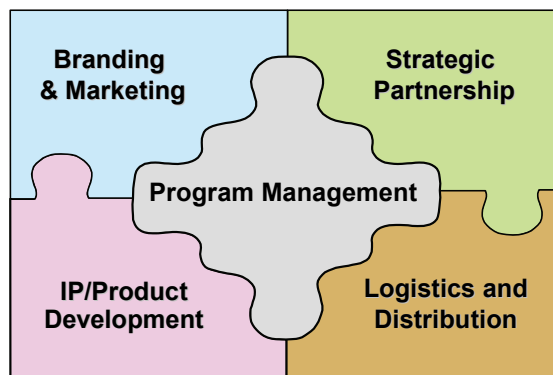 Branding
& Marketing
Strategic
Partnership
Program Management
IP/Product
Development
Logistics and
Distribution